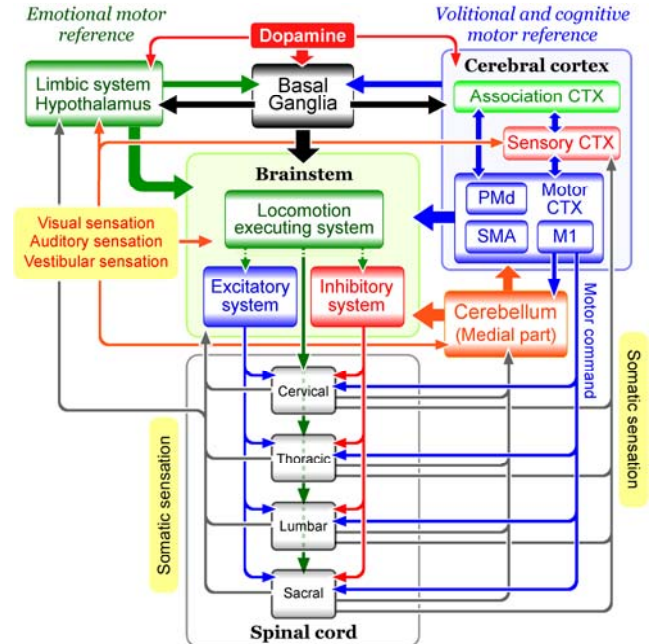 Emotional motor
reference
Volitional and cognitive
motor reference
Dopamine
Limbic system
Hypothalamus
Basal
Ganglia
Cerebral cortex
Association CTX
Sensory CTX
Brainstem
PMd
Motor
CTX
SMA
M1
Locomotion
executing system
Visual sensation
Auditory sensation
Vestibular sensation
Excitatory
system
Inhibitory
system
Cerebellum
(Medial part)
Motor command
Somatic sensation
Cervical
Thoracic
Somatic sensation
Lumbar
Sacral
Spinal cord